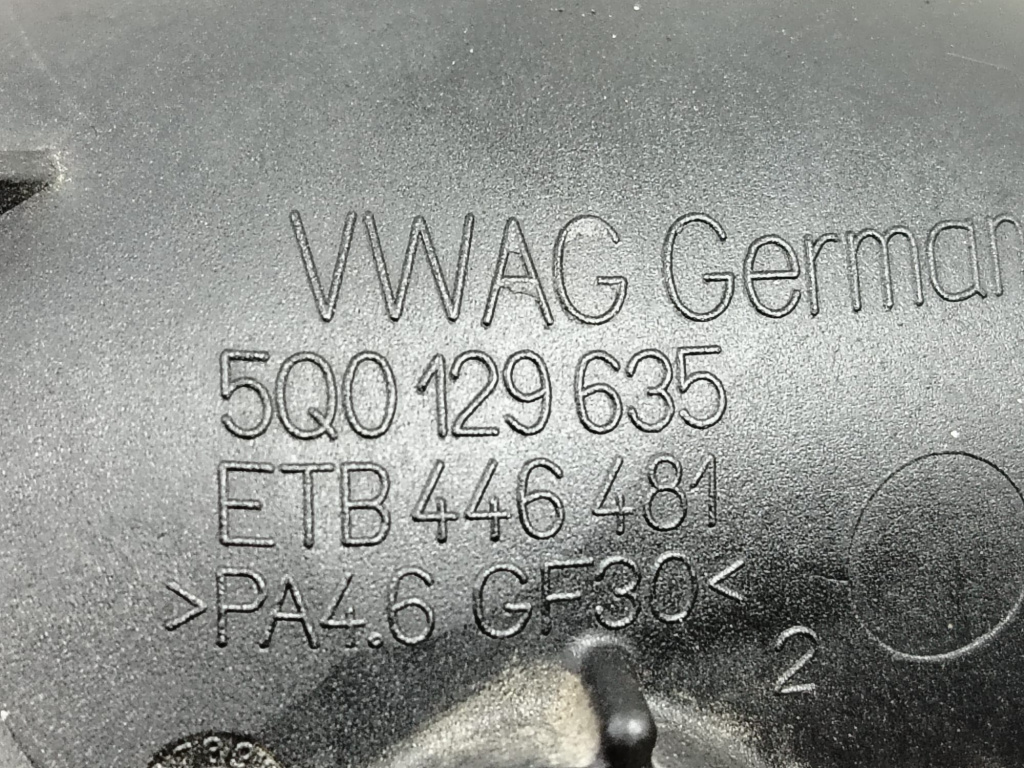 VWAG German
5Q0 129 635
ETB 446 481
>PA4.6 GF30<
2